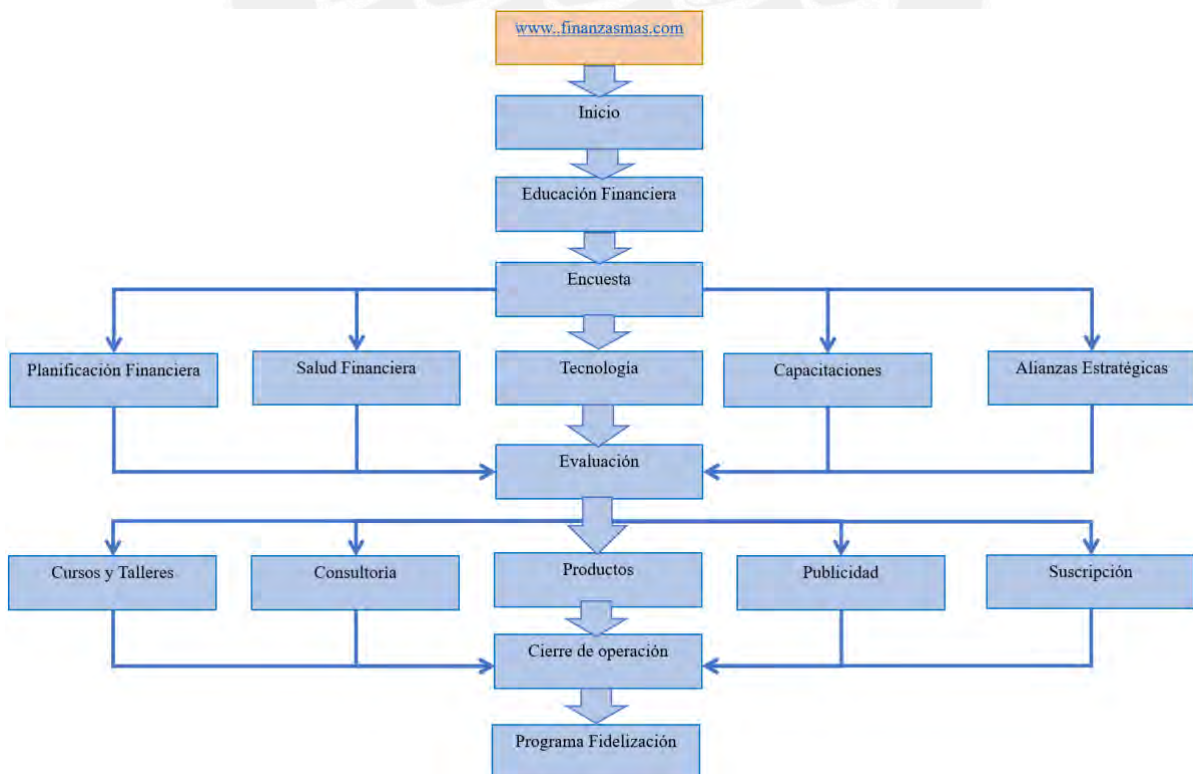 www..finanzasmas.com
Inicio
Educación Financiera
Encuesta
Planificación Financiera
Salud Financiera
Tecnología
Capacitaciones
Alianzas Estratégicas
Evaluación
Cursos y Talleres
Consultoria
Productos
Publicidad
Suscripción
Cierre de operación
Programa Fidelización